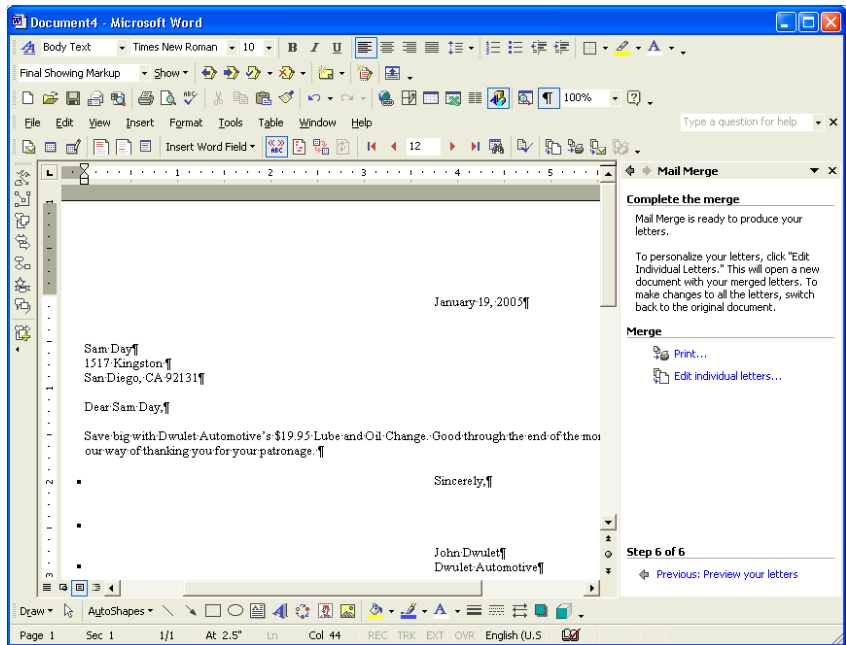 Document4 - Microsoft Word
Body Text Times New Roman 10 B I U A
Final Showing Markup Show
100%
File Edit View Insert Format Tools Table Window Help Type a question for help
Insert Word Field ABC 12
L 1 2 3 4 5 Mail Merge
Complete the merge
Mail Merge is ready to produce your
letters.
To personalize your letters, click "Edit
Individual Letters." This will open a new
document with your merged letters. To
make changes to all the letters, switch
back to the original document.
Merge
Print...
Edit individual letters...
January·19,·2005¶
Sam·Day¶
1517·Kingston·¶
San·Diego,·CA·92131¶
Dear·Sam·Day,¶
Save·big·with·Dwulet·Automotive's·$19.95·Lube·and·Oil·Change.·Good·through·the·end·of·the·mon
our·way·of·thanking·you·for·your·patronage.·¶
Sincerely,¶
John·Dwulet¶
Dwulet·Automotive¶
Step 6 of 6
Previous: Preview your letters
Draw AutoShapes A
Page 1 Sec 1 1/1 At 2.5" Ln Col 44 REC TRK EXT OVR English (U.S